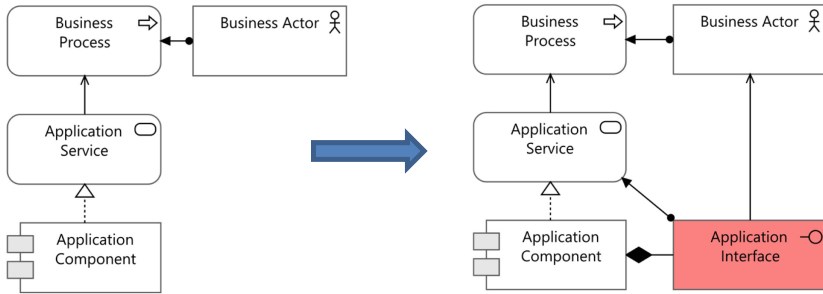 Business
Process
Business Actor
Application
Service
Application
Component
Business
Process
Business Actor
Application
Service
Application
Component
Application
Interface